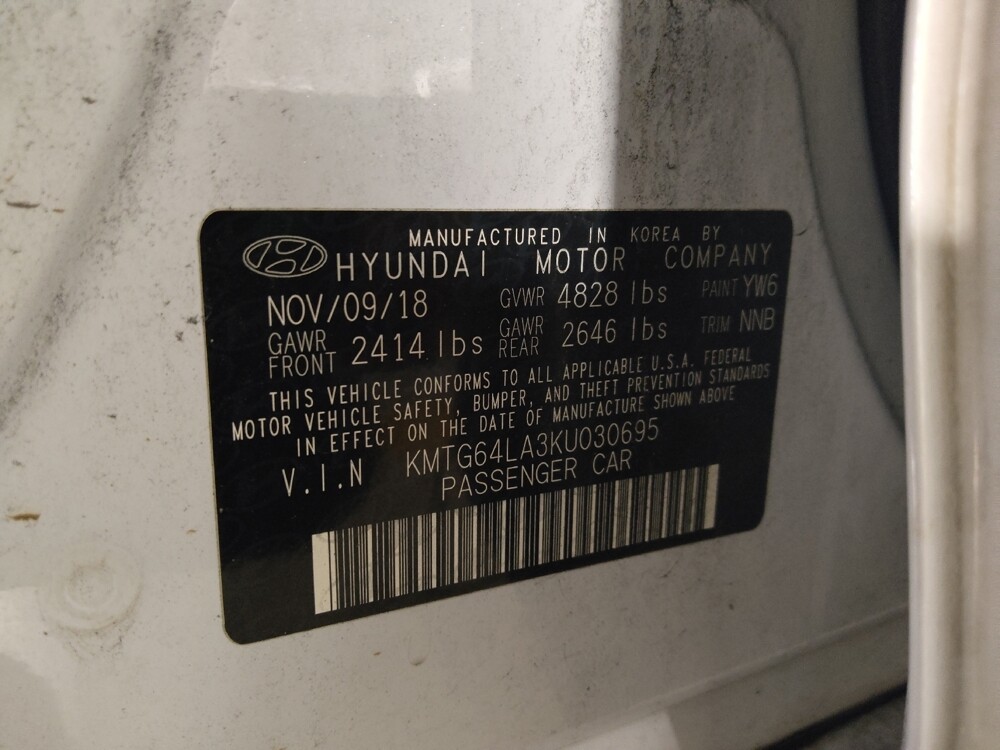 MANUFACTURED IN KOREA BY
HYUNDAI MOTOR COMPANY
NOV/09/18 GVWR 4828 lbs PAINT YW6
GAWR FRONT 2414 lbs GAWR REAR 2646 lbs TRIM NNB
THIS VEHICLE CONFORMS TO ALL APPLICABLE U.S.A. FEDERAL
MOTOR VEHICLE SAFETY, BUMPER, AND THEFT PREVENTION STANDARDS
IN EFFECT ON THE DATE OF MANUFACTURE SHOWN ABOVE
V.I.N KMTG64LA3KU030695
PASSENGER CAR